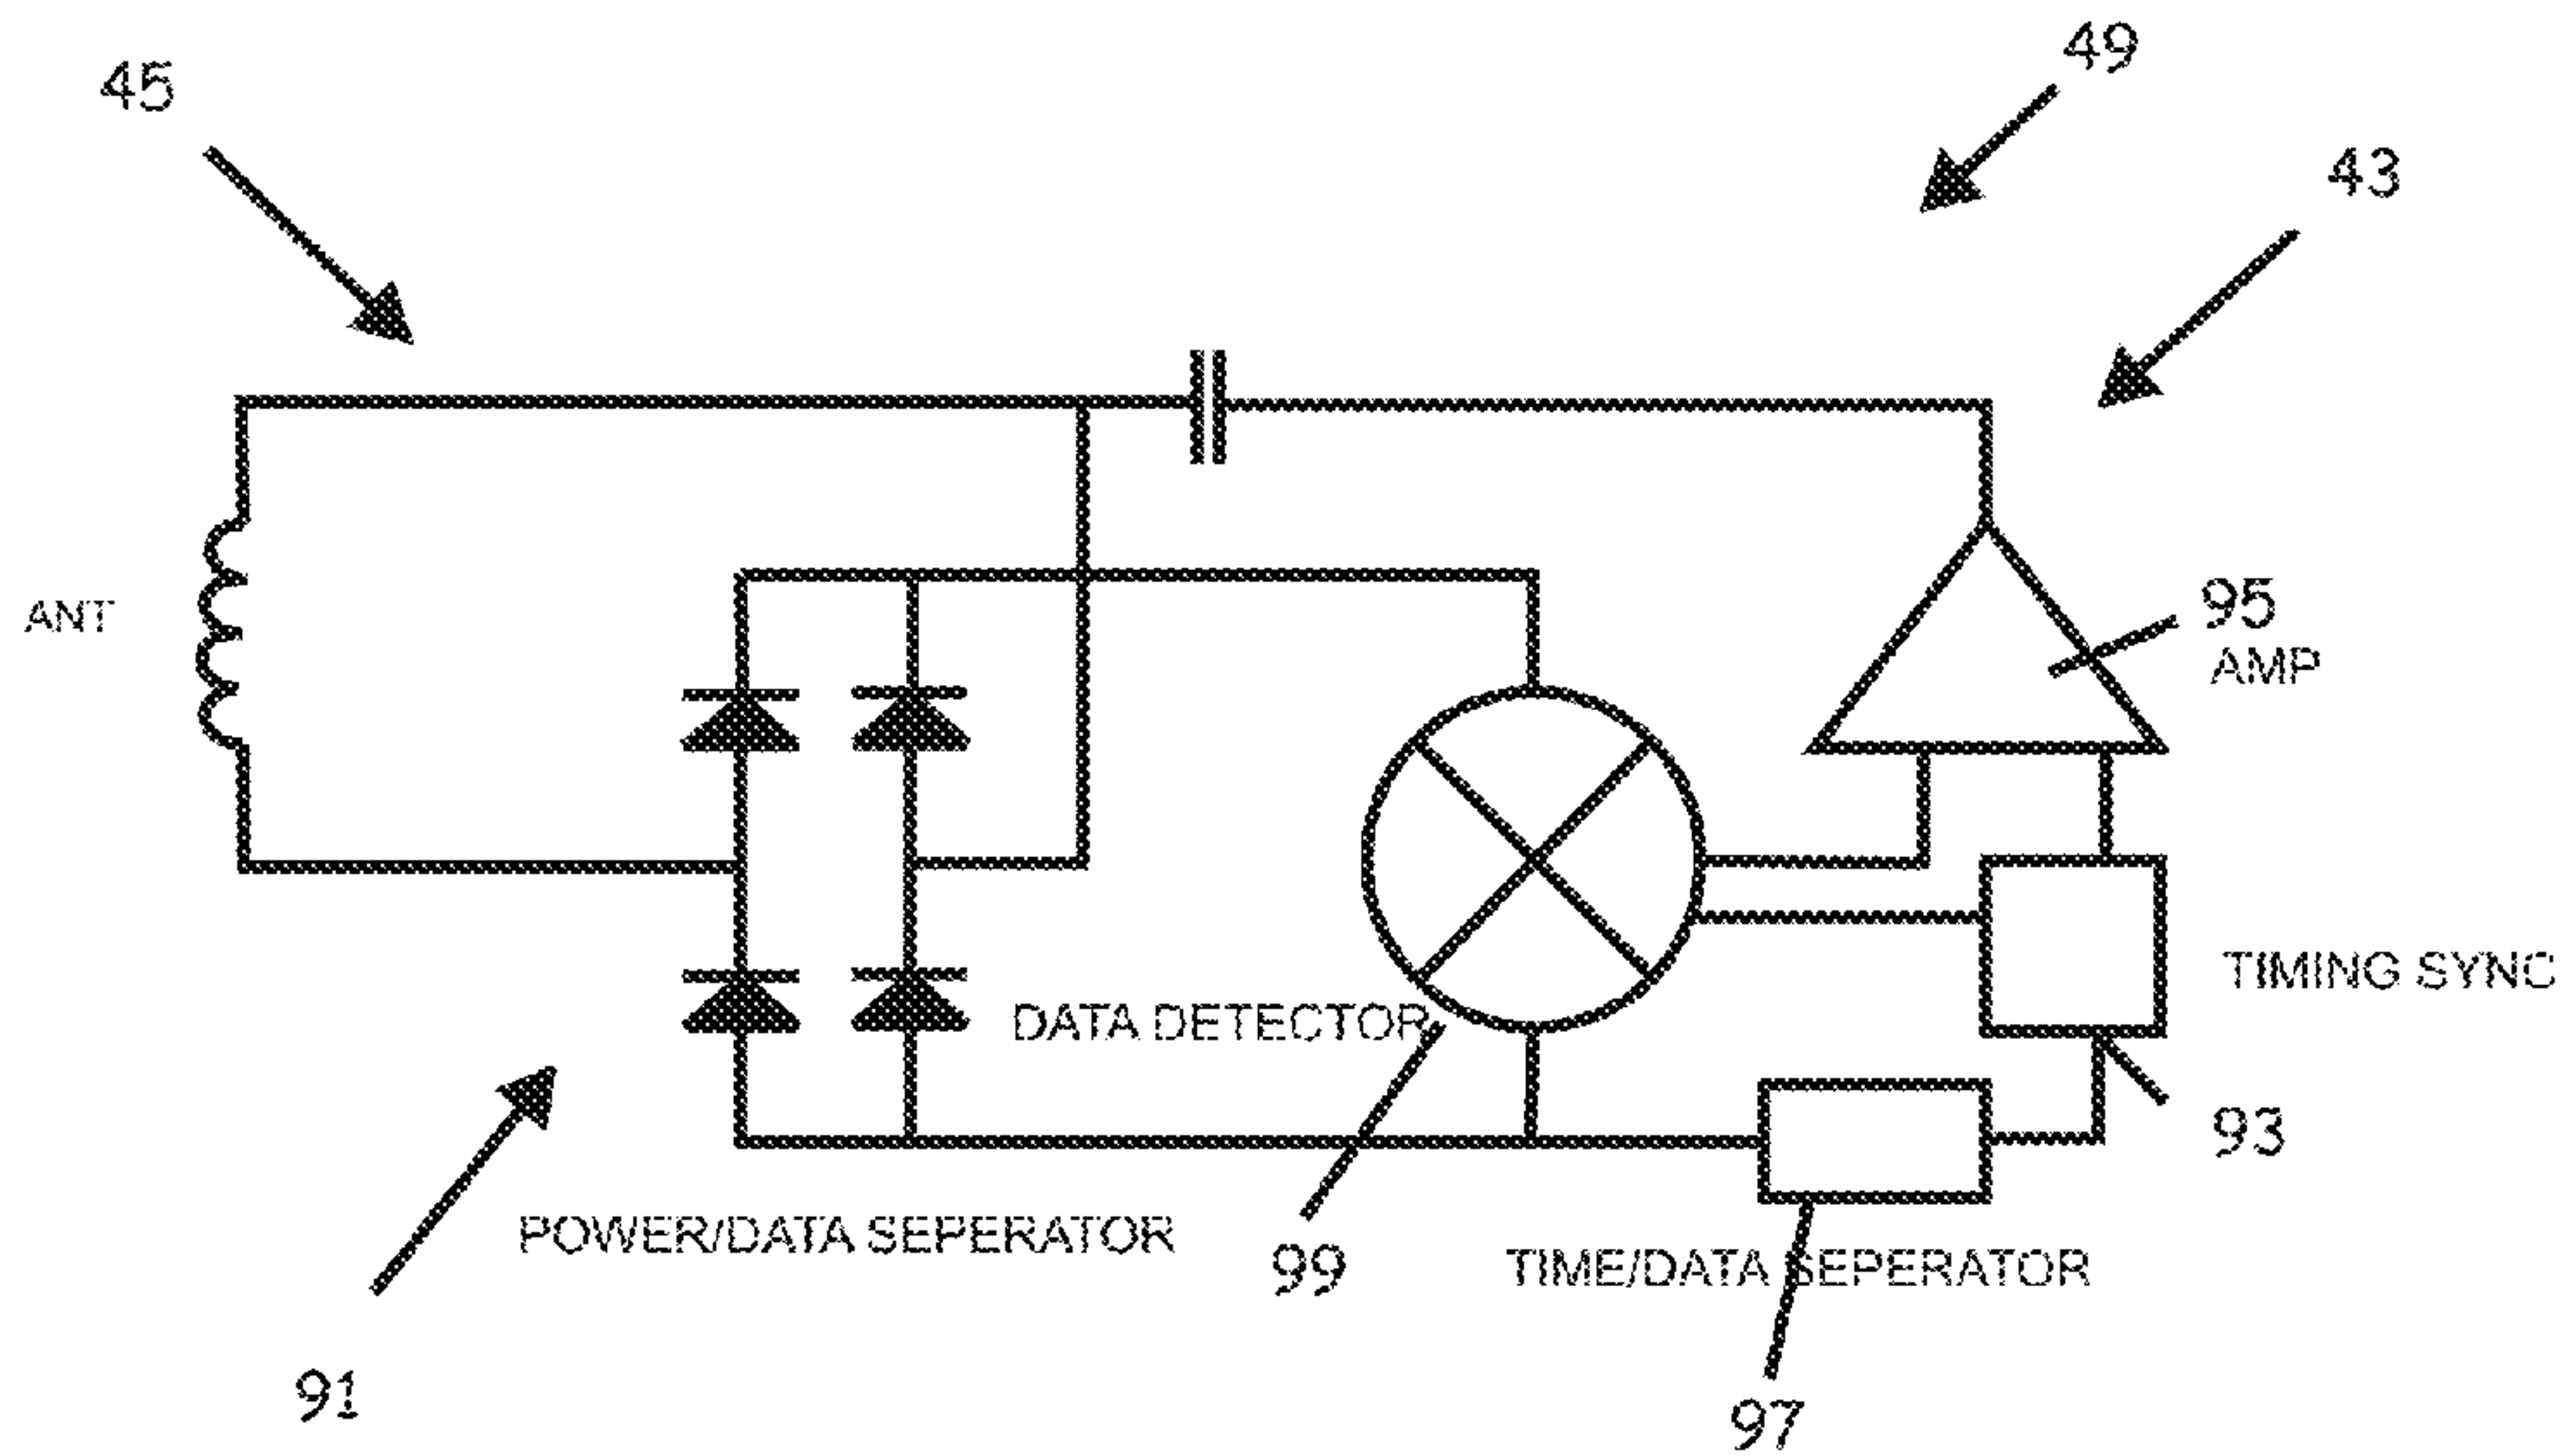 49
45
43
ANT
95
AMP
TIMING SYNC
DATA DETECTOR
93
POWER/DATA SEPERATOR
99
TIME/DATA SEPERATOR
91
97